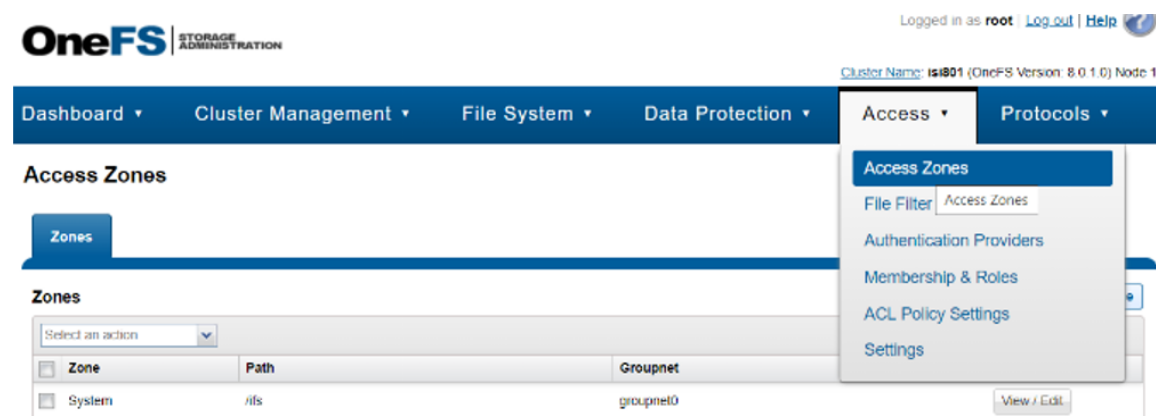 Logged in as root | Log out | Help
OneFS STORAGE ADMINISTRATION
Cluster Name: isi801 (OneFS Version: 8.0.1.0) Node 1
Dashboard Cluster Management File System Data Protection Access Protocols
Access Zones
Access Zones
File Filter
Access Zones
Authentication Providers
Membership & Roles
ACL Policy Settings
Settings
Zones
Zones
Select an action
Zone Path Groupnet
System /ifs groupnet0 View / Edit